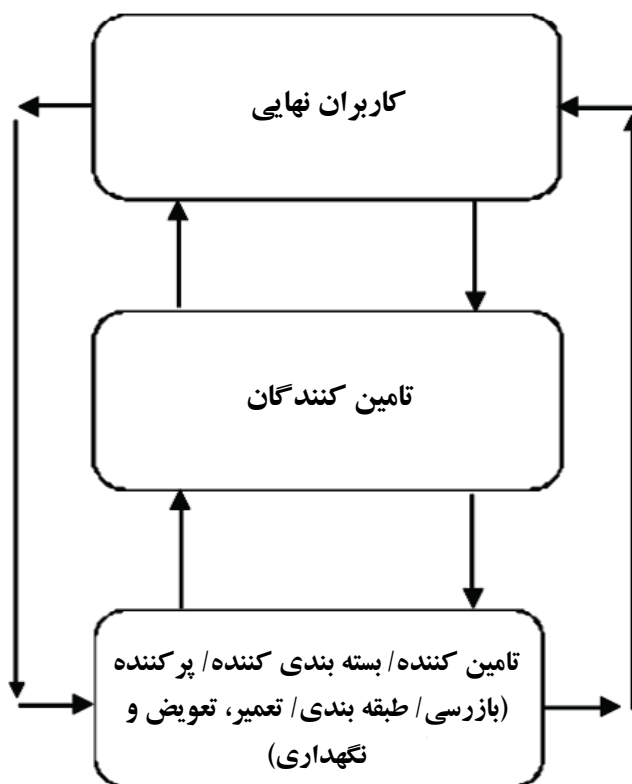 کاربران نهایی
تامین کنندگان
تامین کننده/ بسته بندی کننده/ پرکننده
(بازرسی/ طبقه بندی/ تعمیر، تعویض و
نگهداری)